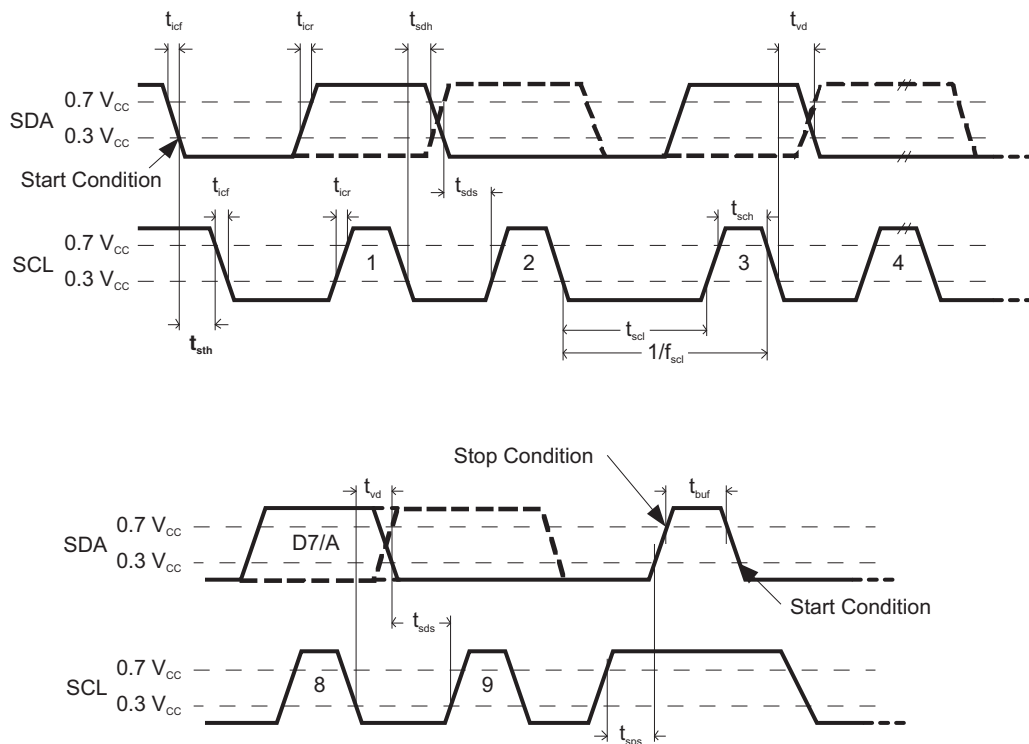 t_icf t_icr t_sdh t_vd
0.7 V_CC
SDA
0.3 V_CC
Start Condition
t_icf t_icr t_sds t_sch
0.7 V_CC
SCL
0.3 V_CC
1 2 3 4
t_sth
t_scl
1/f_scl
Stop Condition
t_vd t_buf
0.7 V_CC
SDA
D7/A
0.3 V_CC
Start Condition
t_sds
0.7 V_CC
SCL
0.3 V_CC
8 9
t_sps